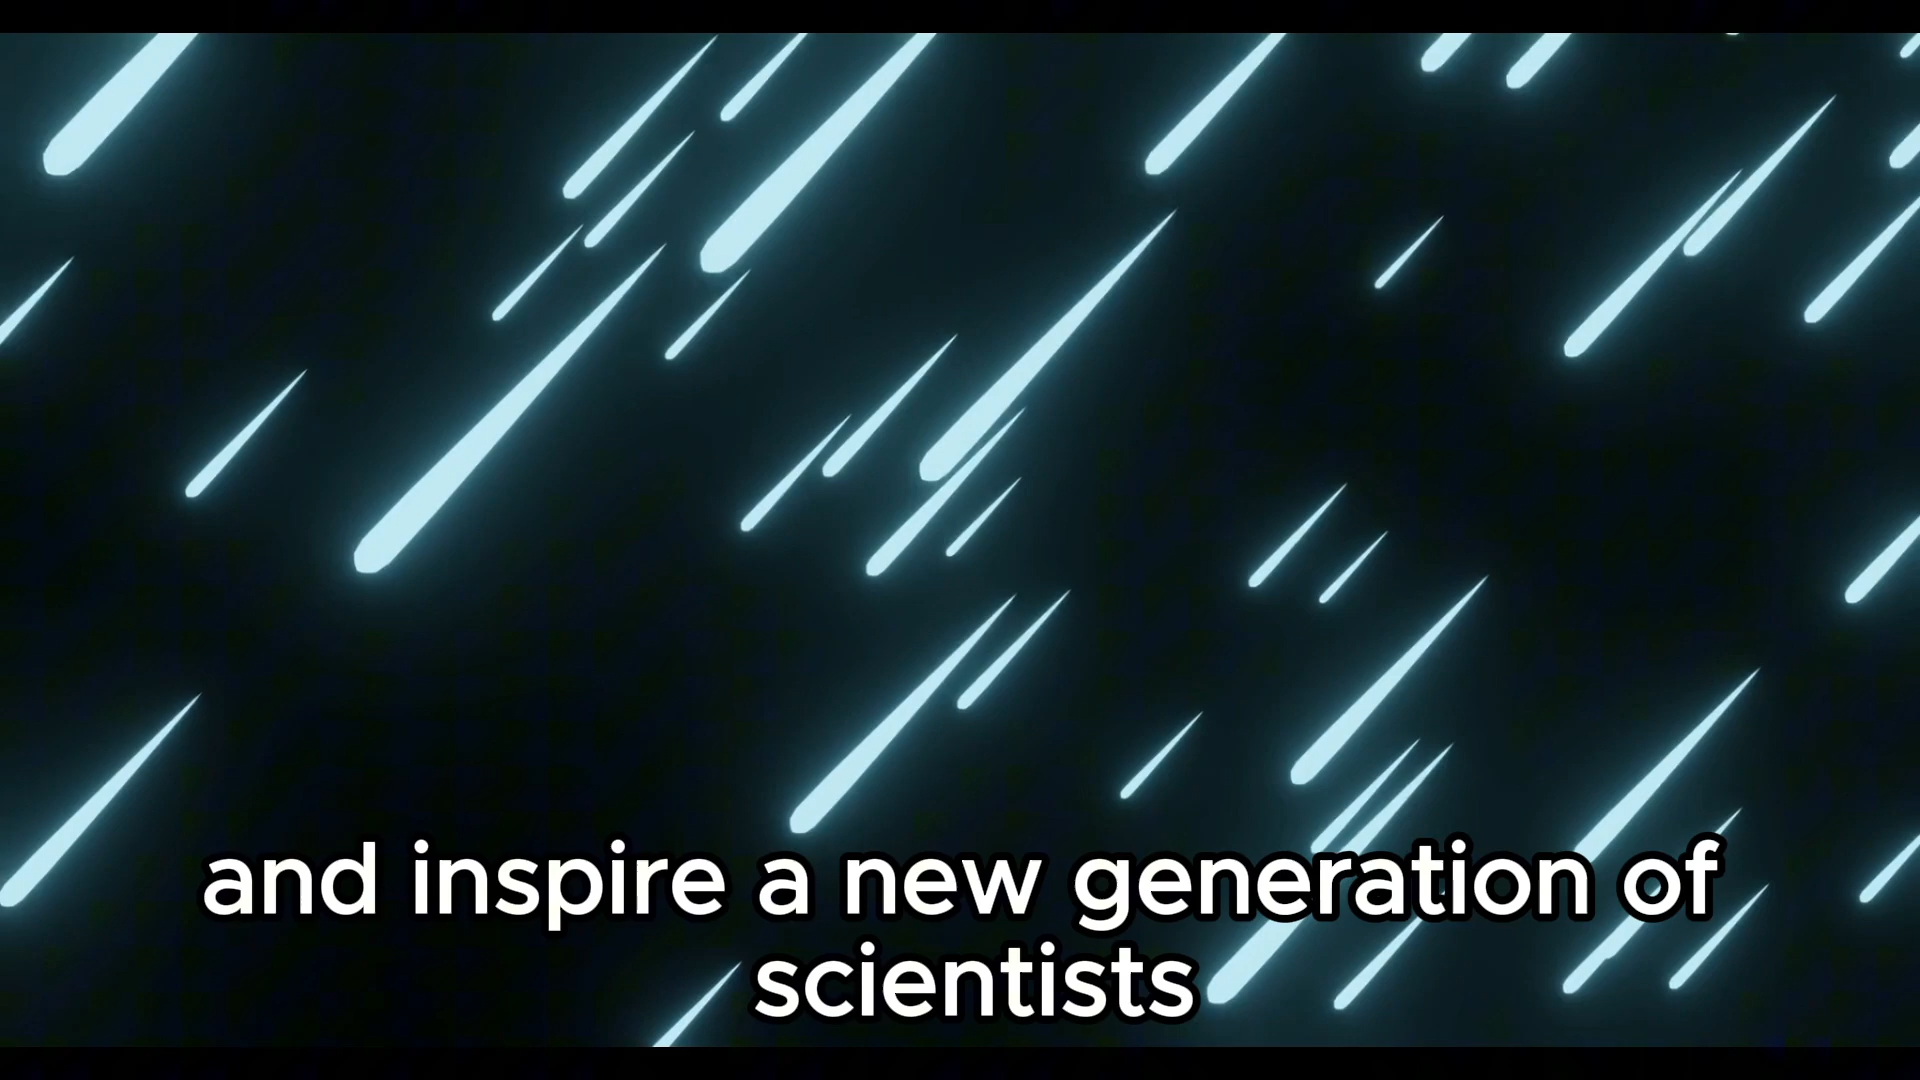 and inspire a new generation of
scientists